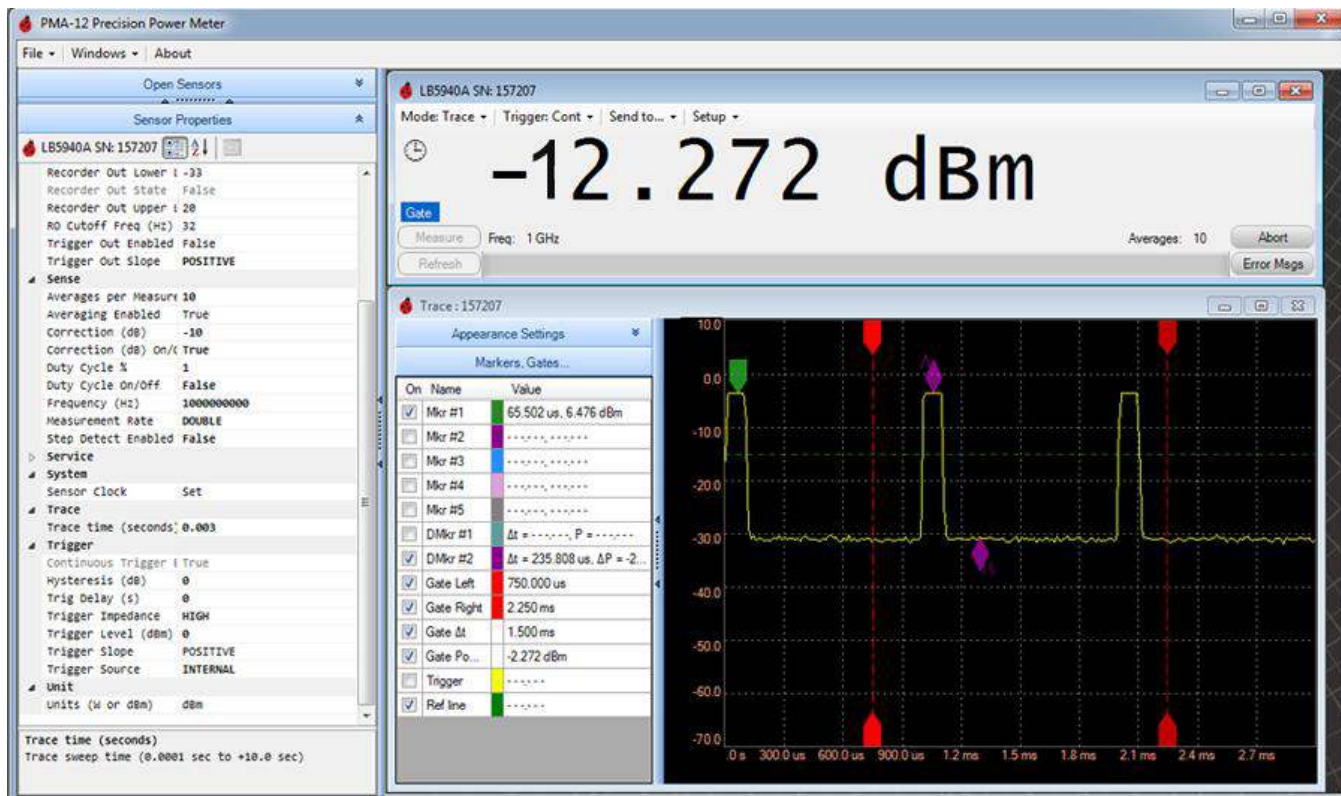 PMA-12 Precision Power Meter
File Windows About
Open Sensors
Sensor Properties
LB5940A SN: 157207
Recorder Out Lower -33
Recorder Out State False
Recorder Out Upper 20
RO Cutoff Freq (Hz) 32
Trigger Out Enabled False
Trigger Out Slope POSITIVE
Sense
Averages per Measure 10
Averaging Enabled True
Correction (dB) -10
Correction (dB) On/ True
Duty Cycle % 1
Duty Cycle On/Off False
Frequency (Hz) 1000000000
Measurement Rate DOUBLE
Step Detect Enabled False
Service
System
Sensor Clock Set
Trace
Trace time (seconds) 0.003
Trigger
Continuous Trigger True
Hysteresis (dB) 0
Trig Delay (s) 0
Trigger Impedance HIGH
Trigger Level (dBm) 0
Trigger Slope POSITIVE
Trigger Source INTERNAL
Unit
Units (W or dBm) dBm
Trace time (seconds)
Trace sweep time (0.0001 sec to +10.0 sec)
LB5940A SN: 157207
Mode: Trace Trigger: Cont Send to... Setup
-12.272 dBm
Gate
Measure Freq: 1 GHz Averages: 10 Abort
Refresh Error Msgs
Trace : 157207
Appearance Settings
Markers, Gates...
On Name Value
Mkr #1 65.502 us, 6.476 dBm
Mkr #2 ---.---, ---.---
Mkr #3 ---.---, ---.---
Mkr #4 ---.---, ---.---
Mkr #5 ---.---, ---.---
DMkr #1 Δt = ---.---, P = ---.---
DMkr #2 Δt = 235.808 us, ΔP = -2...
Gate Left 750.000 us
Gate Right 2.250 ms
Gate Δt 1.500 ms
Gate Po... -2.272 dBm
Trigger ---.---
Ref line ---.---
10.0
0.0
-10.0
-20.0
-30.0
-40.0
-50.0
-60.0
-70.0
.0 s 300.0 us 600.0 us 900.0 us 1.2 ms 1.5 ms 1.8 ms 2.1 ms 2.4 ms 2.7 ms